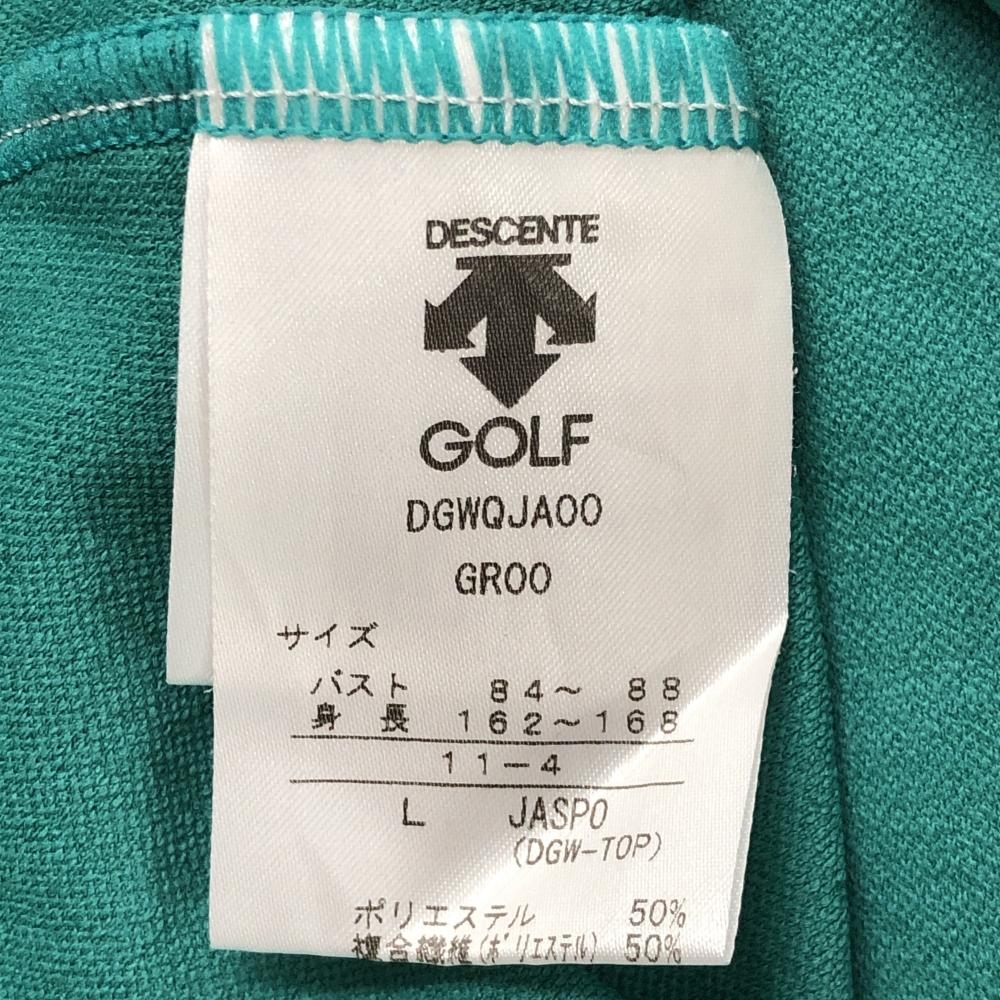 DESCENTE
GOLF
DGWQJA00
GR00
サイズ
バスト 84～ 88
身長 162～168
11－4
L JASPO
(DGW-TOP)
ポリエステル 50%
複合繊維(ポリエステル) 50%